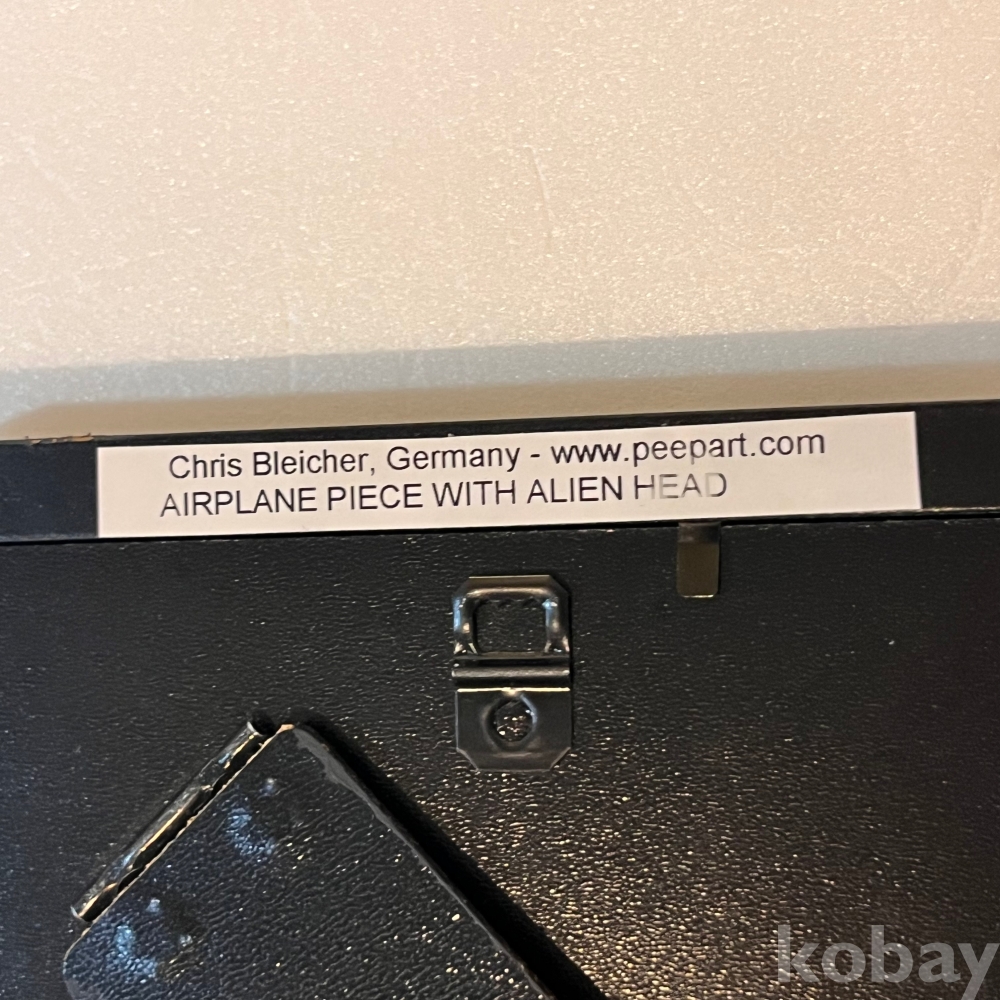 Chris Bleicher, Germany - www.peepart.com
AIRPLANE PIECE WITH ALIEN HEAD
kobay